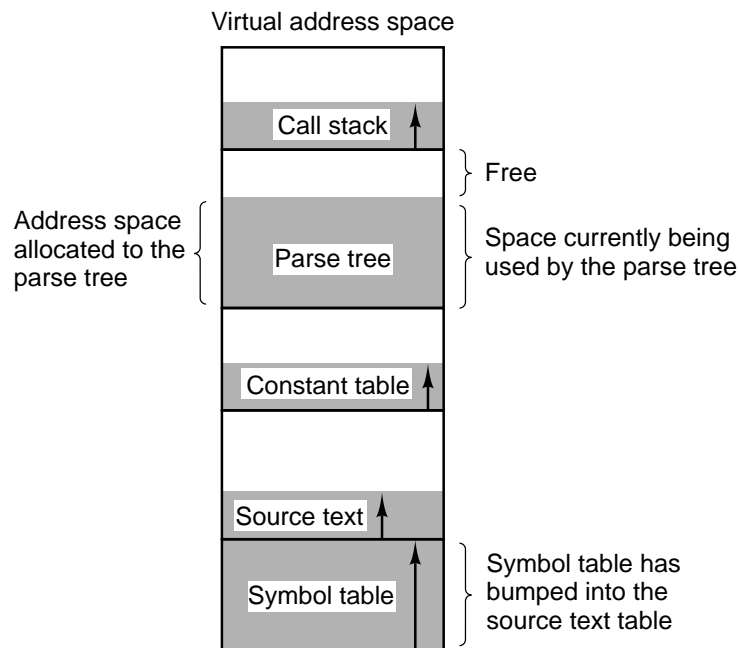 Virtual address space
Call stack
Free
Address space
allocated to the
parse tree
Parse tree
Space currently being
used by the parse tree
Constant table
Source text
Symbol table
Symbol table has
bumped into the
source text table